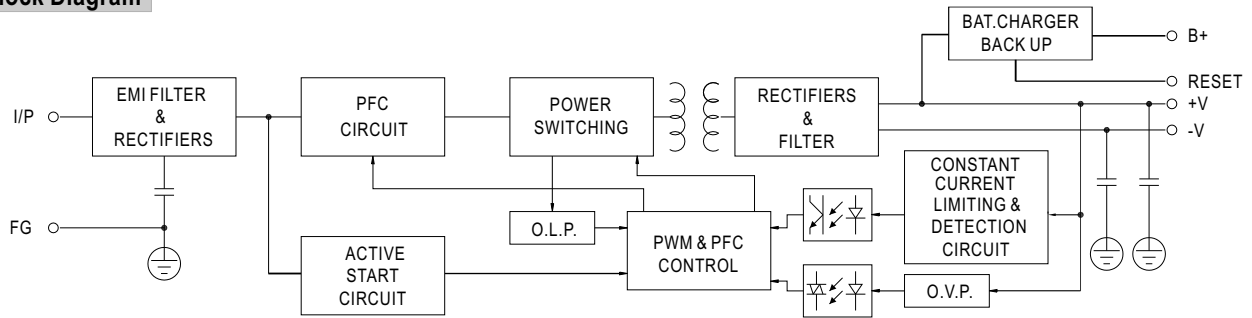 lock Diagram
BAT.CHARGER
BACK UP
B+
RESET
+V
-V
I/P
EMI FILTER
&
RECTIFIERS
PFC
CIRCUIT
POWER
SWITCHING
RECTIFIERS
&
FILTER
FG
O.L.P.
ACTIVE
START
CIRCUIT
PWM & PFC
CONTROL
CONSTANT
CURRENT
LIMITING &
DETECTION
CIRCUIT
O.V.P.